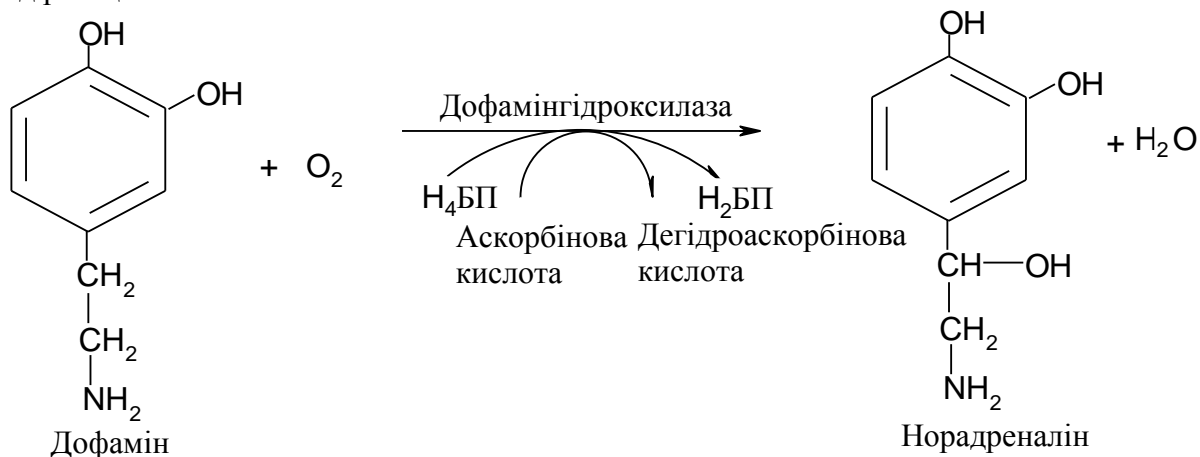 OH
OH
+ O₂
Дофамінгідроксилаза
H₄БП
H₂БП
Аскорбінова
кислота
Дегідроаскорбінова
кислота
CH₂
CH₂
NH₂
Дофамін
OH
OH
+ H₂O
CH—OH
CH₂
NH₂
Норадреналін